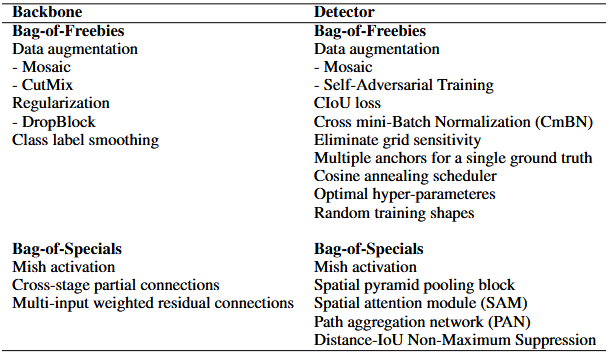 Backbone
Detector
Bag-of-Freebies
Bag-of-Freebies
Data augmentation
Data augmentation
- Mosaic
- Mosaic
- CutMix
- Self-Adversarial Training
Regularization
CIoU loss
- DropBlock
Cross mini-Batch Normalization (CmBN)
Class label smoothing
Eliminate grid sensitivity
Multiple anchors for a single ground truth
Cosine annealing scheduler
Optimal hyper-parameteres
Random training shapes
Bag-of-Specials
Bag-of-Specials
Mish activation
Mish activation
Cross-stage partial connections
Spatial pyramid pooling block
Multi-input weighted residual connections
Spatial attention module (SAM)
Path aggregation network (PAN)
Distance-IoU Non-Maximum Suppression